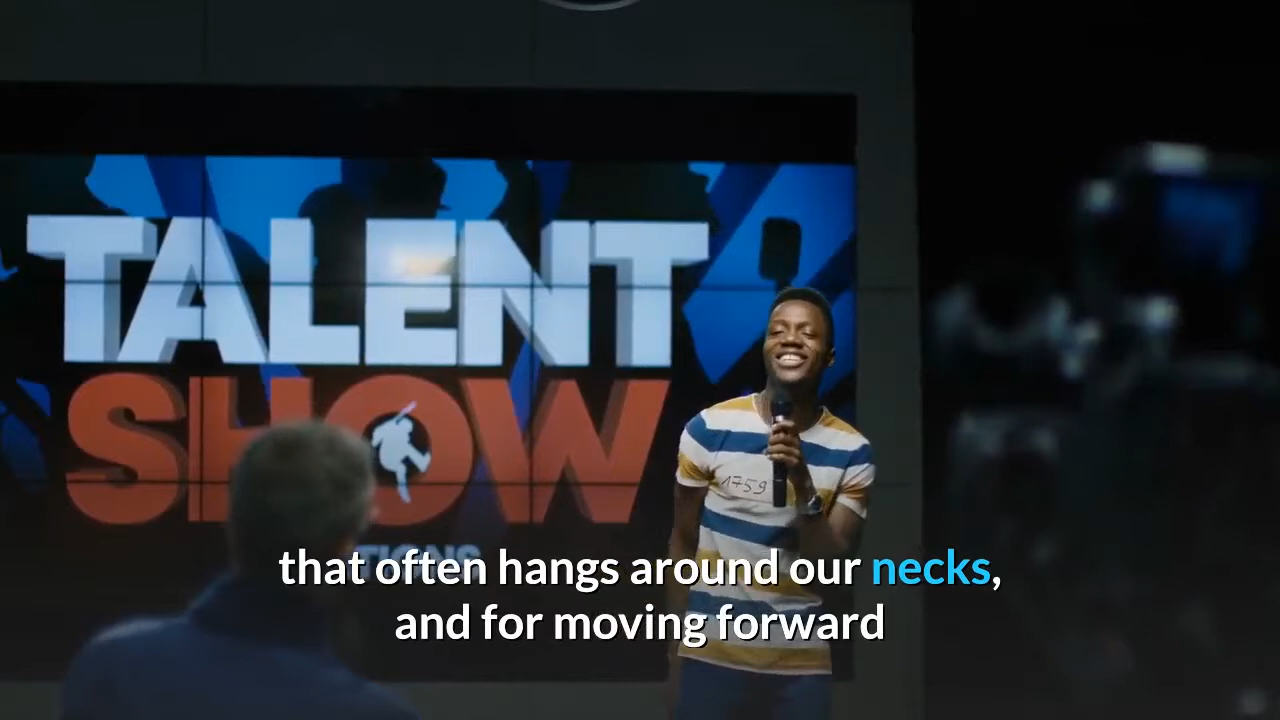 TALENT
SHOW
1759
that often hangs around our necks,
and for moving forward